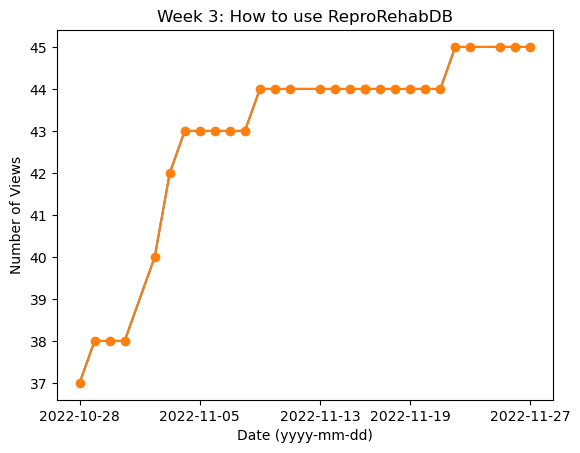 Week 3: How to use ReproRehabDB
45
44
43
42
41
40
39
38
37
Number of Views
2022-10-28 2022-11-05 2022-11-13 2022-11-19 2022-11-27
Date (yyyy-mm-dd)